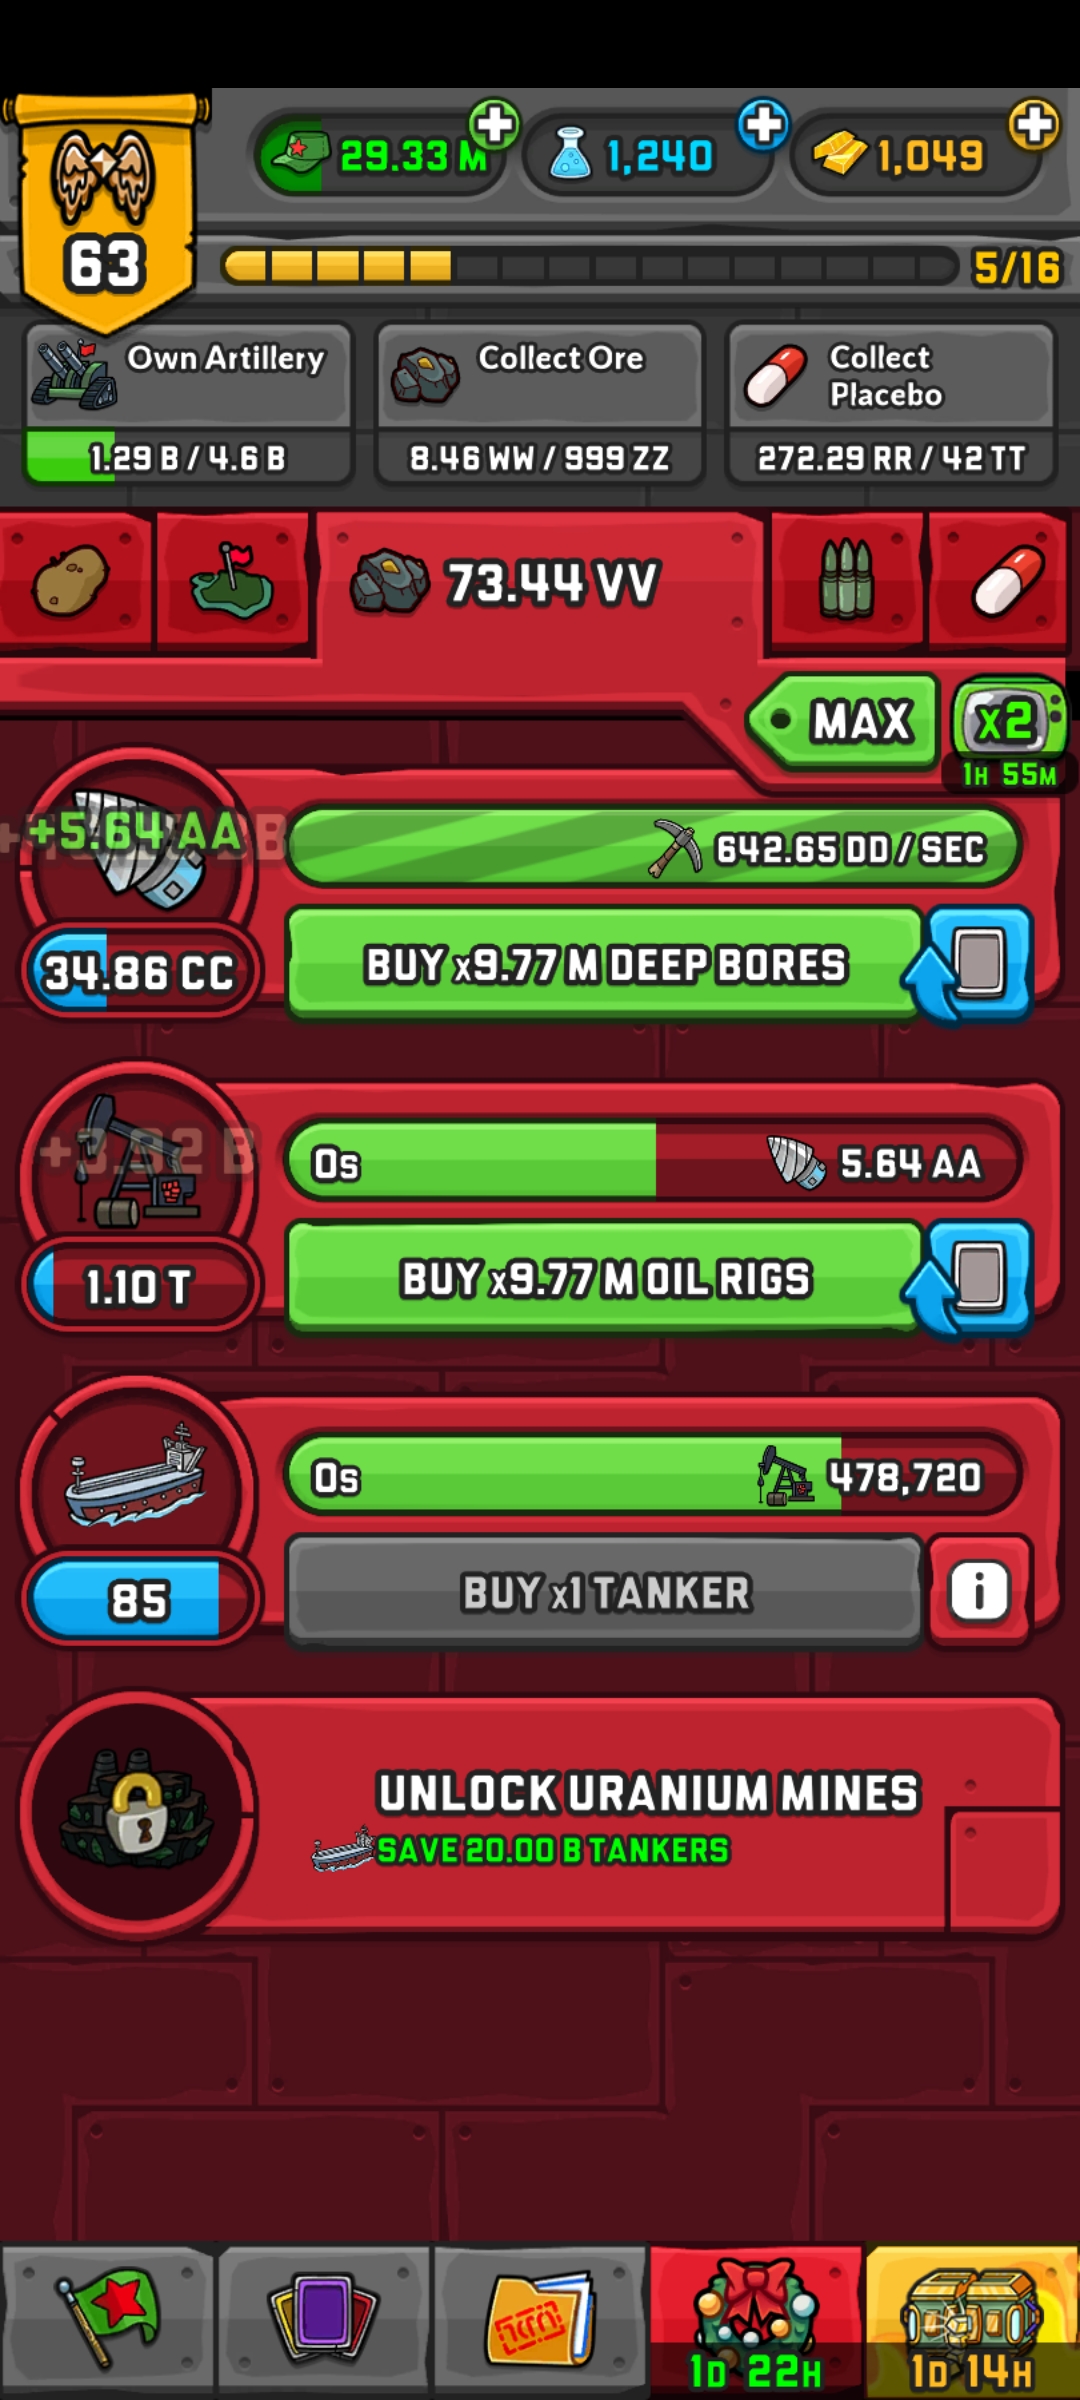 29.33 M
1,240
1,049
63
5/16
Own Artillery
1.29 B / 4.6 B
Collect Ore
8.46 WW / 999 ZZ
Collect
Placebo
272.29 RR / 42 TT
73.44 VV
MAX
x2
1H 55M
+5.64 AA
642.65 DD / SEC
34.86 CC
BUY x9.77 M DEEP BORES
0s
5.64 AA
1.10 T
BUY x9.77 M OIL RIGS
0s
478,720
85
BUY x1 TANKER
i
UNLOCK URANIUM MINES
SAVE 20.00 B TANKERS
1D 22H
1D 14H